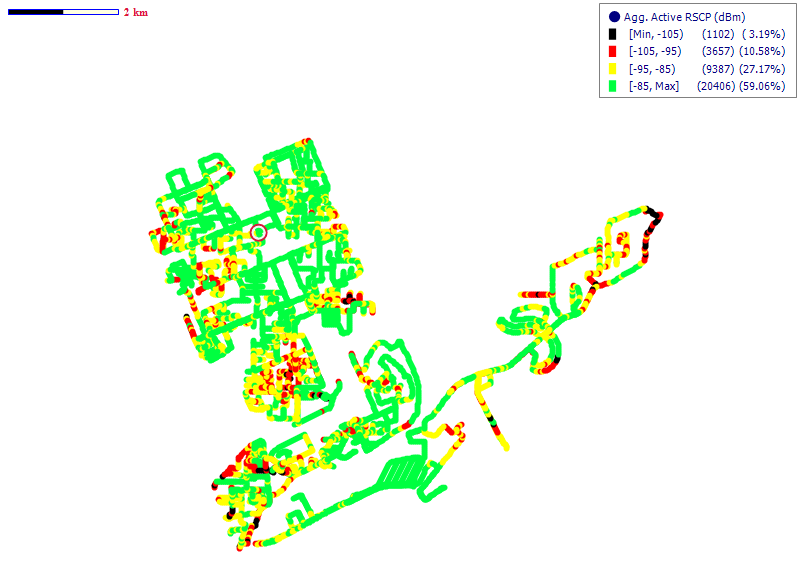 2 km
Agg. Active RSCP (dBm)
[Min, -105) (1102) ( 3.19%)
[-105, -95) (3657) (10.58%)
[-95, -85) (9387) (27.17%)
[-85, Max] (20406) (59.06%)